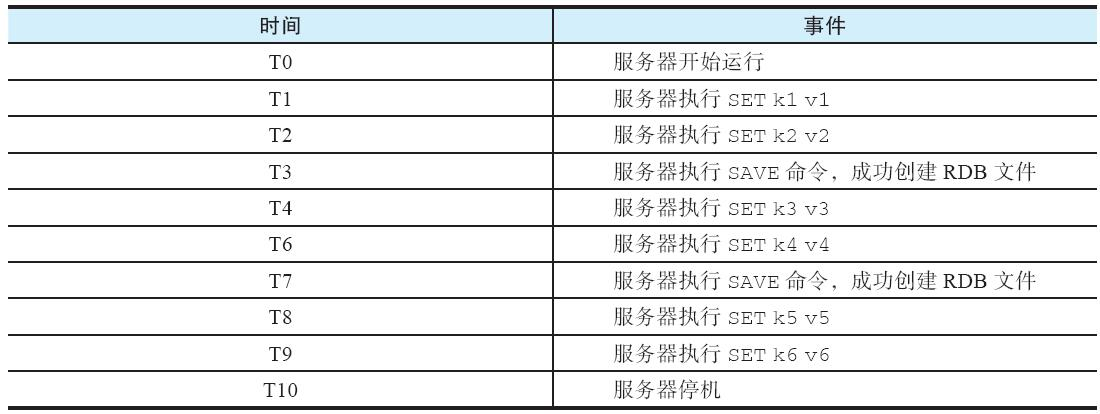 时间 事件
T0 服务器开始运行
T1 服务器执行 SET k1 v1
T2 服务器执行 SET k2 v2
T3 服务器执行 SAVE 命令，成功创建 RDB 文件
T4 服务器执行 SET k3 v3
T6 服务器执行 SET k4 v4
T7 服务器执行 SAVE 命令，成功创建 RDB 文件
T8 服务器执行 SET k5 v5
T9 服务器执行 SET k6 v6
T10 服务器停机